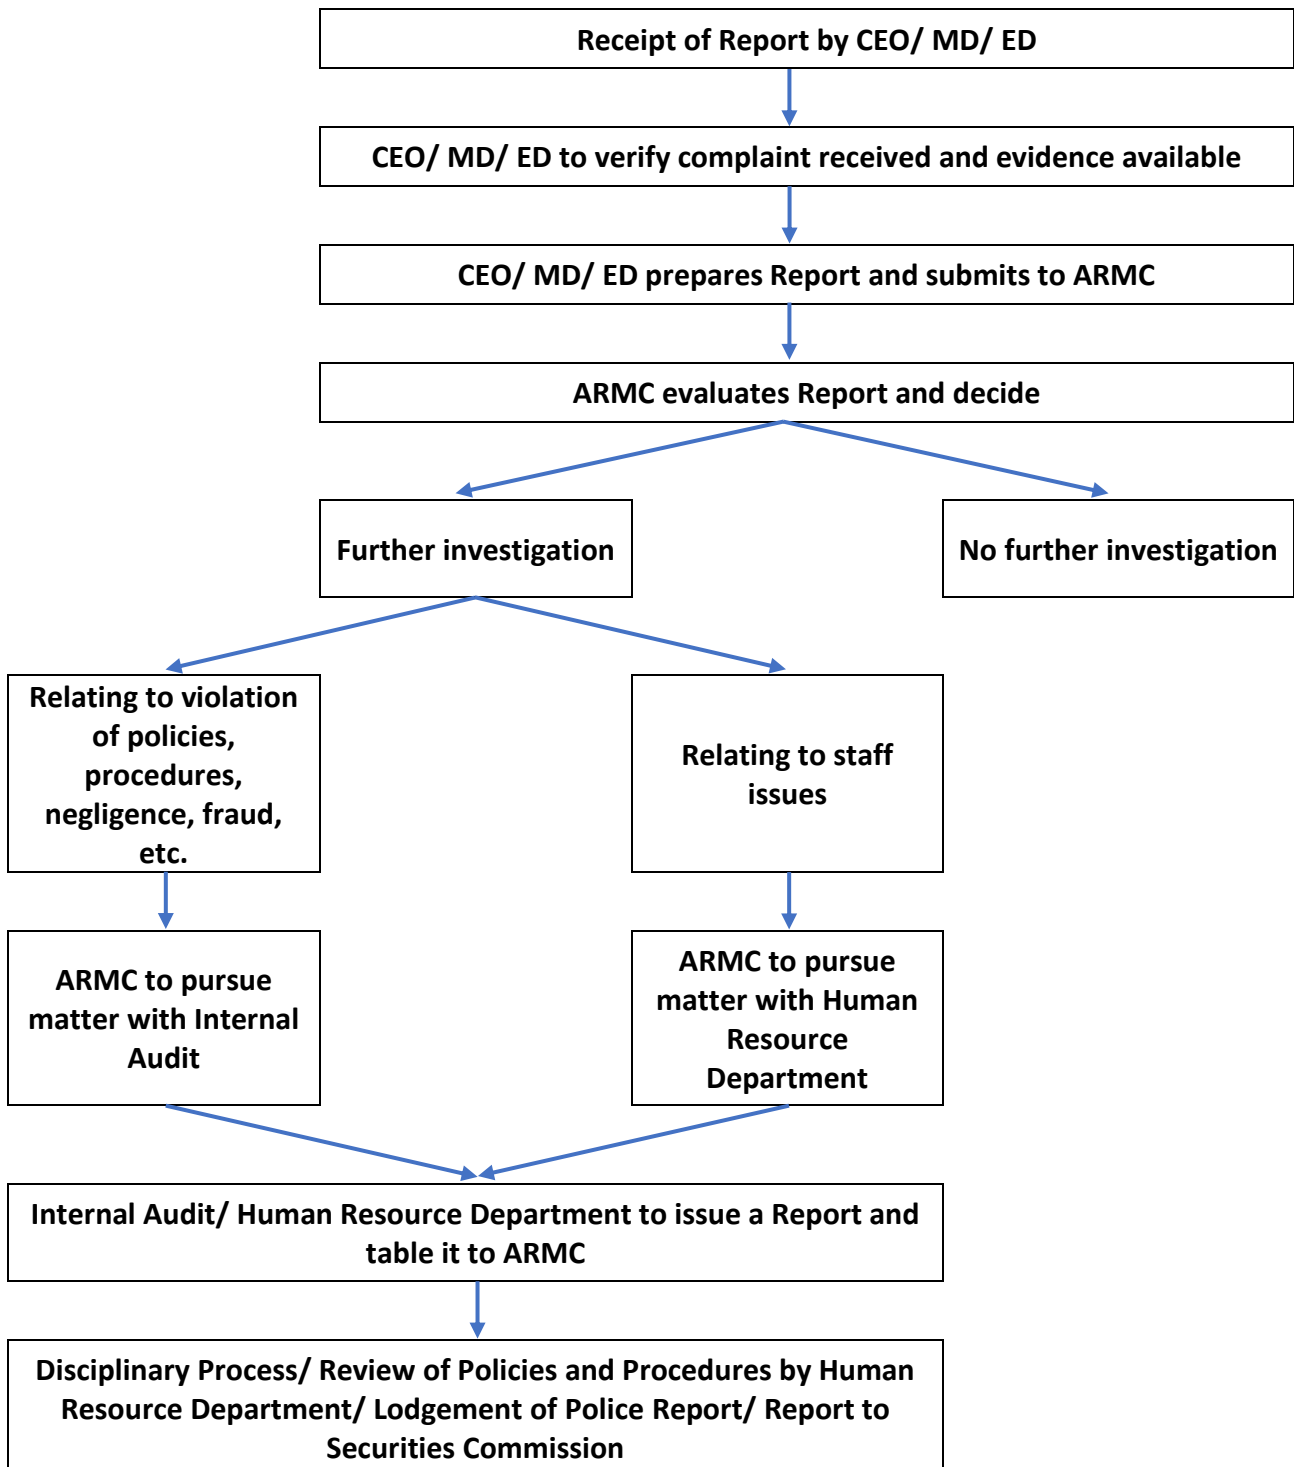 Receipt of Report by CEO/ MD/ ED
CEO/ MD/ ED to verify complaint received and evidence available
CEO/ MD/ ED prepares Report and submits to ARMC
ARMC evaluates Report and decide
Further investigation
No further investigation
Relating to violation
of policies,
procedures,
negligence, fraud,
etc.
Relating to staff
issues
ARMC to pursue
matter with Internal
Audit
ARMC to pursue
matter with Human
Resource
Department
Internal Audit/ Human Resource Department to issue a Report and
table it to ARMC
Disciplinary Process/ Review of Policies and Procedures by Human
Resource Department/ Lodgement of Police Report/ Report to
Securities Commission